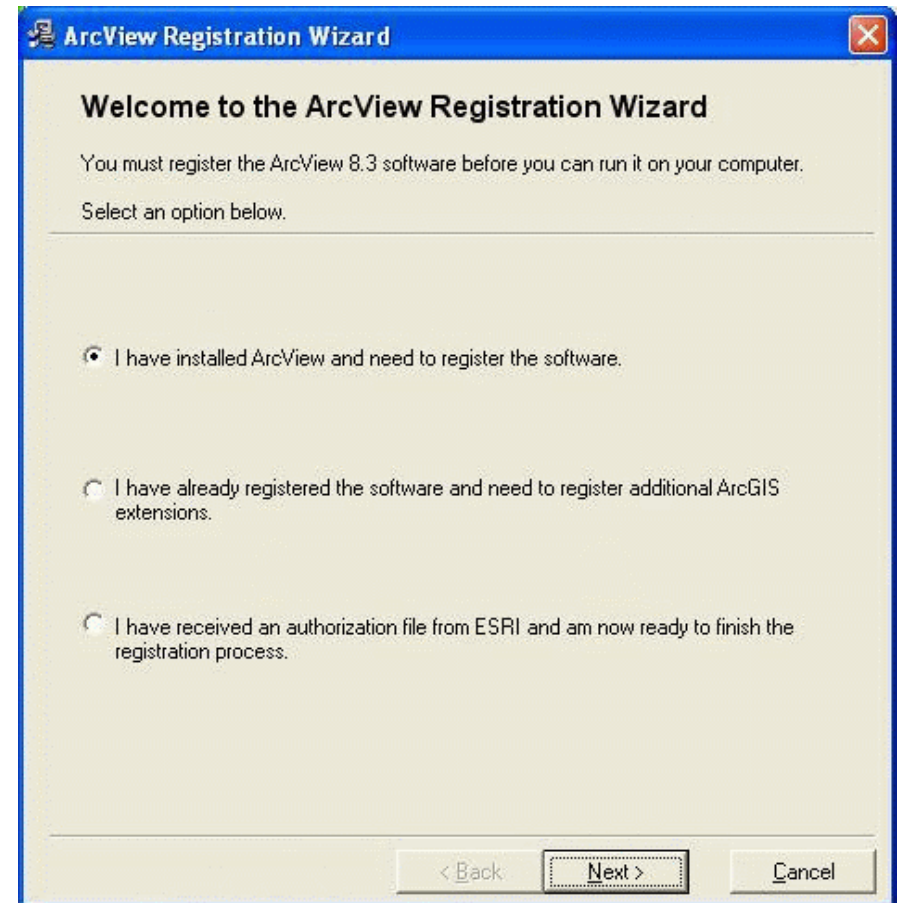 ArcView Registration Wizard
Welcome to the ArcView Registration Wizard
You must register the ArcView 8.3 software before you can run it on your computer.
Select an option below.
I have installed ArcView and need to register the software.
I have already registered the software and need to register additional ArcGIS
extensions.
I have received an authorization file from ESRI and am now ready to finish the
registration process.
< Back
Next >
Cancel